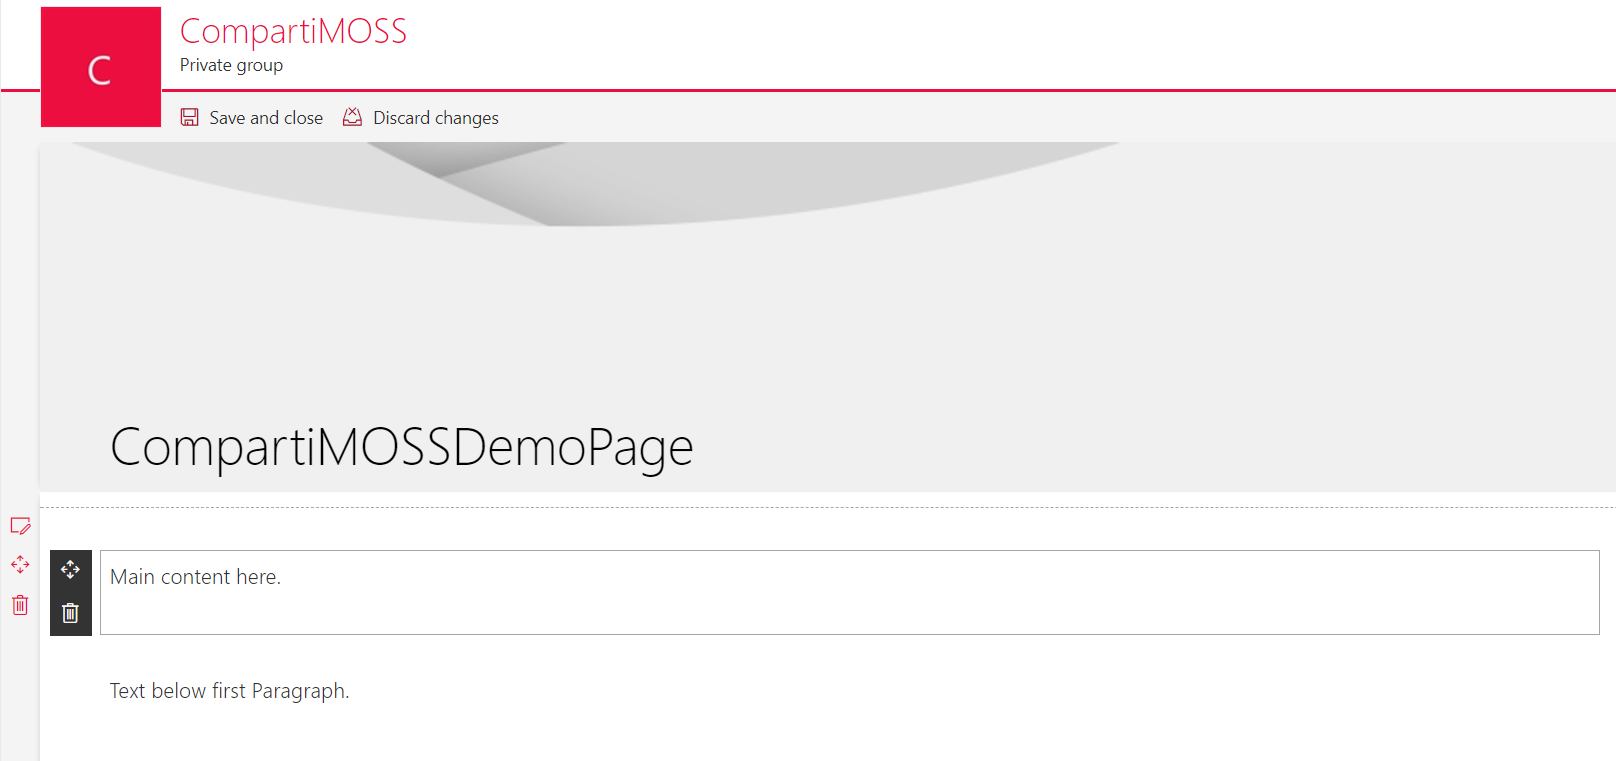 C
CompartiMOSS
Private group
Save and close
Discard changes
CompartiMOSSDemoPage
Main content here.
Text below first Paragraph.